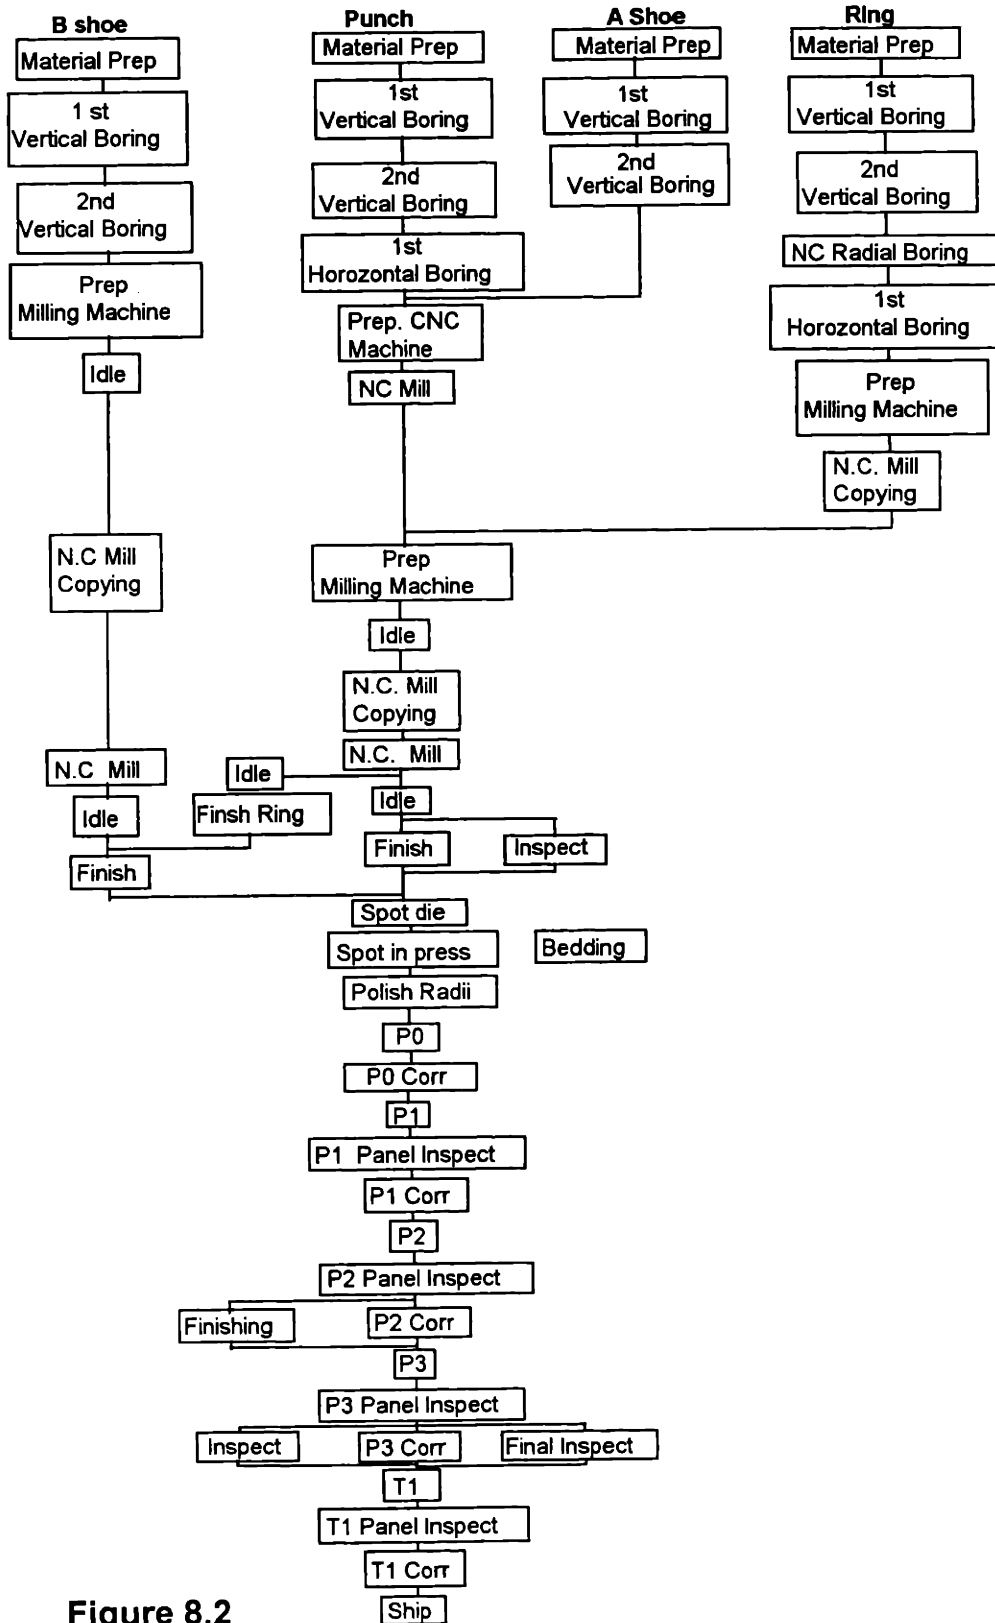 B shoe
Material Prep
1 st
Vertical Boring
2nd
Vertical Boring
Prep
Milling Machine
Idle
N.C Mill
Copying
N.C Mill
Idle
Finish
Punch
Material Prep
1st
Vertical Boring
2nd
Vertical Boring
1st
Horozontal Boring
Prep. CNC
Machine
NC Mill
A Shoe
Material Prep
1st
Vertical Boring
2nd
Vertical Boring
RIng
Material Prep
1st
Vertical Boring
2nd
Vertical Boring
NC Radial Boring
1st
Horozontal Boring
Prep
Milling Machine
N.C. Mill
Copying
Prep
Milling Machine
Idle
N.C. Mill
Copying
N.C. Mill
Idle
Idle
Finsh Ring
Finish
Inspect
Spot die
Spot in press
Bedding
Polish Radii
P0
P0 Corr
P1
P1 Panel Inspect
P1 Corr
P2
P2 Panel Inspect
Finishing
P2 Corr
P3
P3 Panel Inspect
Inspect
P3 Corr
Final Inspect
T1
T1 Panel Inspect
T1 Corr
Ship
Figure 8.2